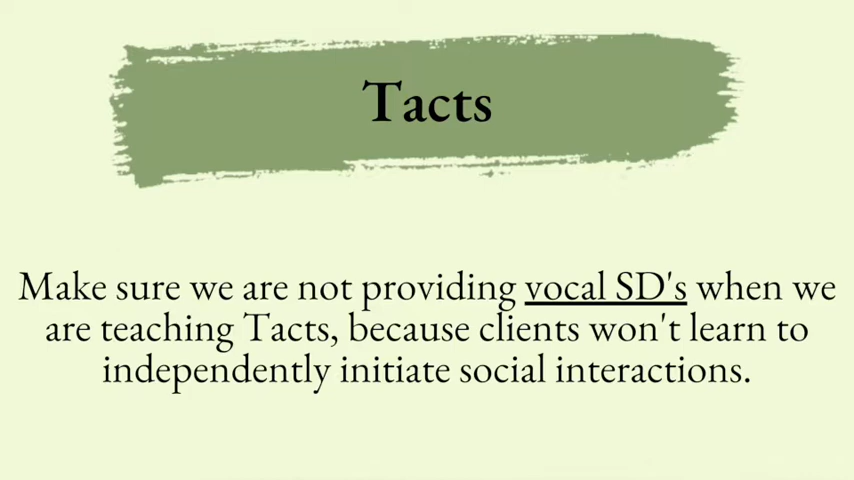 Tacts
Make sure we are not providing vocal SD's when we
are teaching Tacts, because clients won't learn to
independently initiate social interactions.